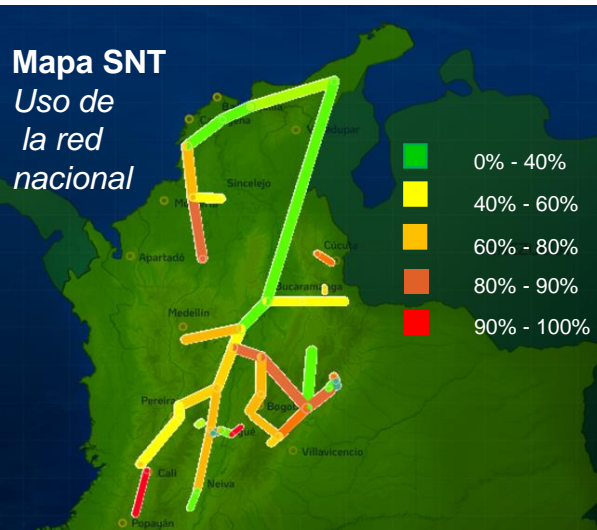 Mapa SNT
Uso de
la red
nacional
0% - 40%
40% - 60%
60% - 80%
80% - 90%
90% - 100%
Sincelejo
Apartadó
Cúcuta
Bucaramanga
Medellín
Pereira
Villavicencio
Cali
Neiva
Popayán